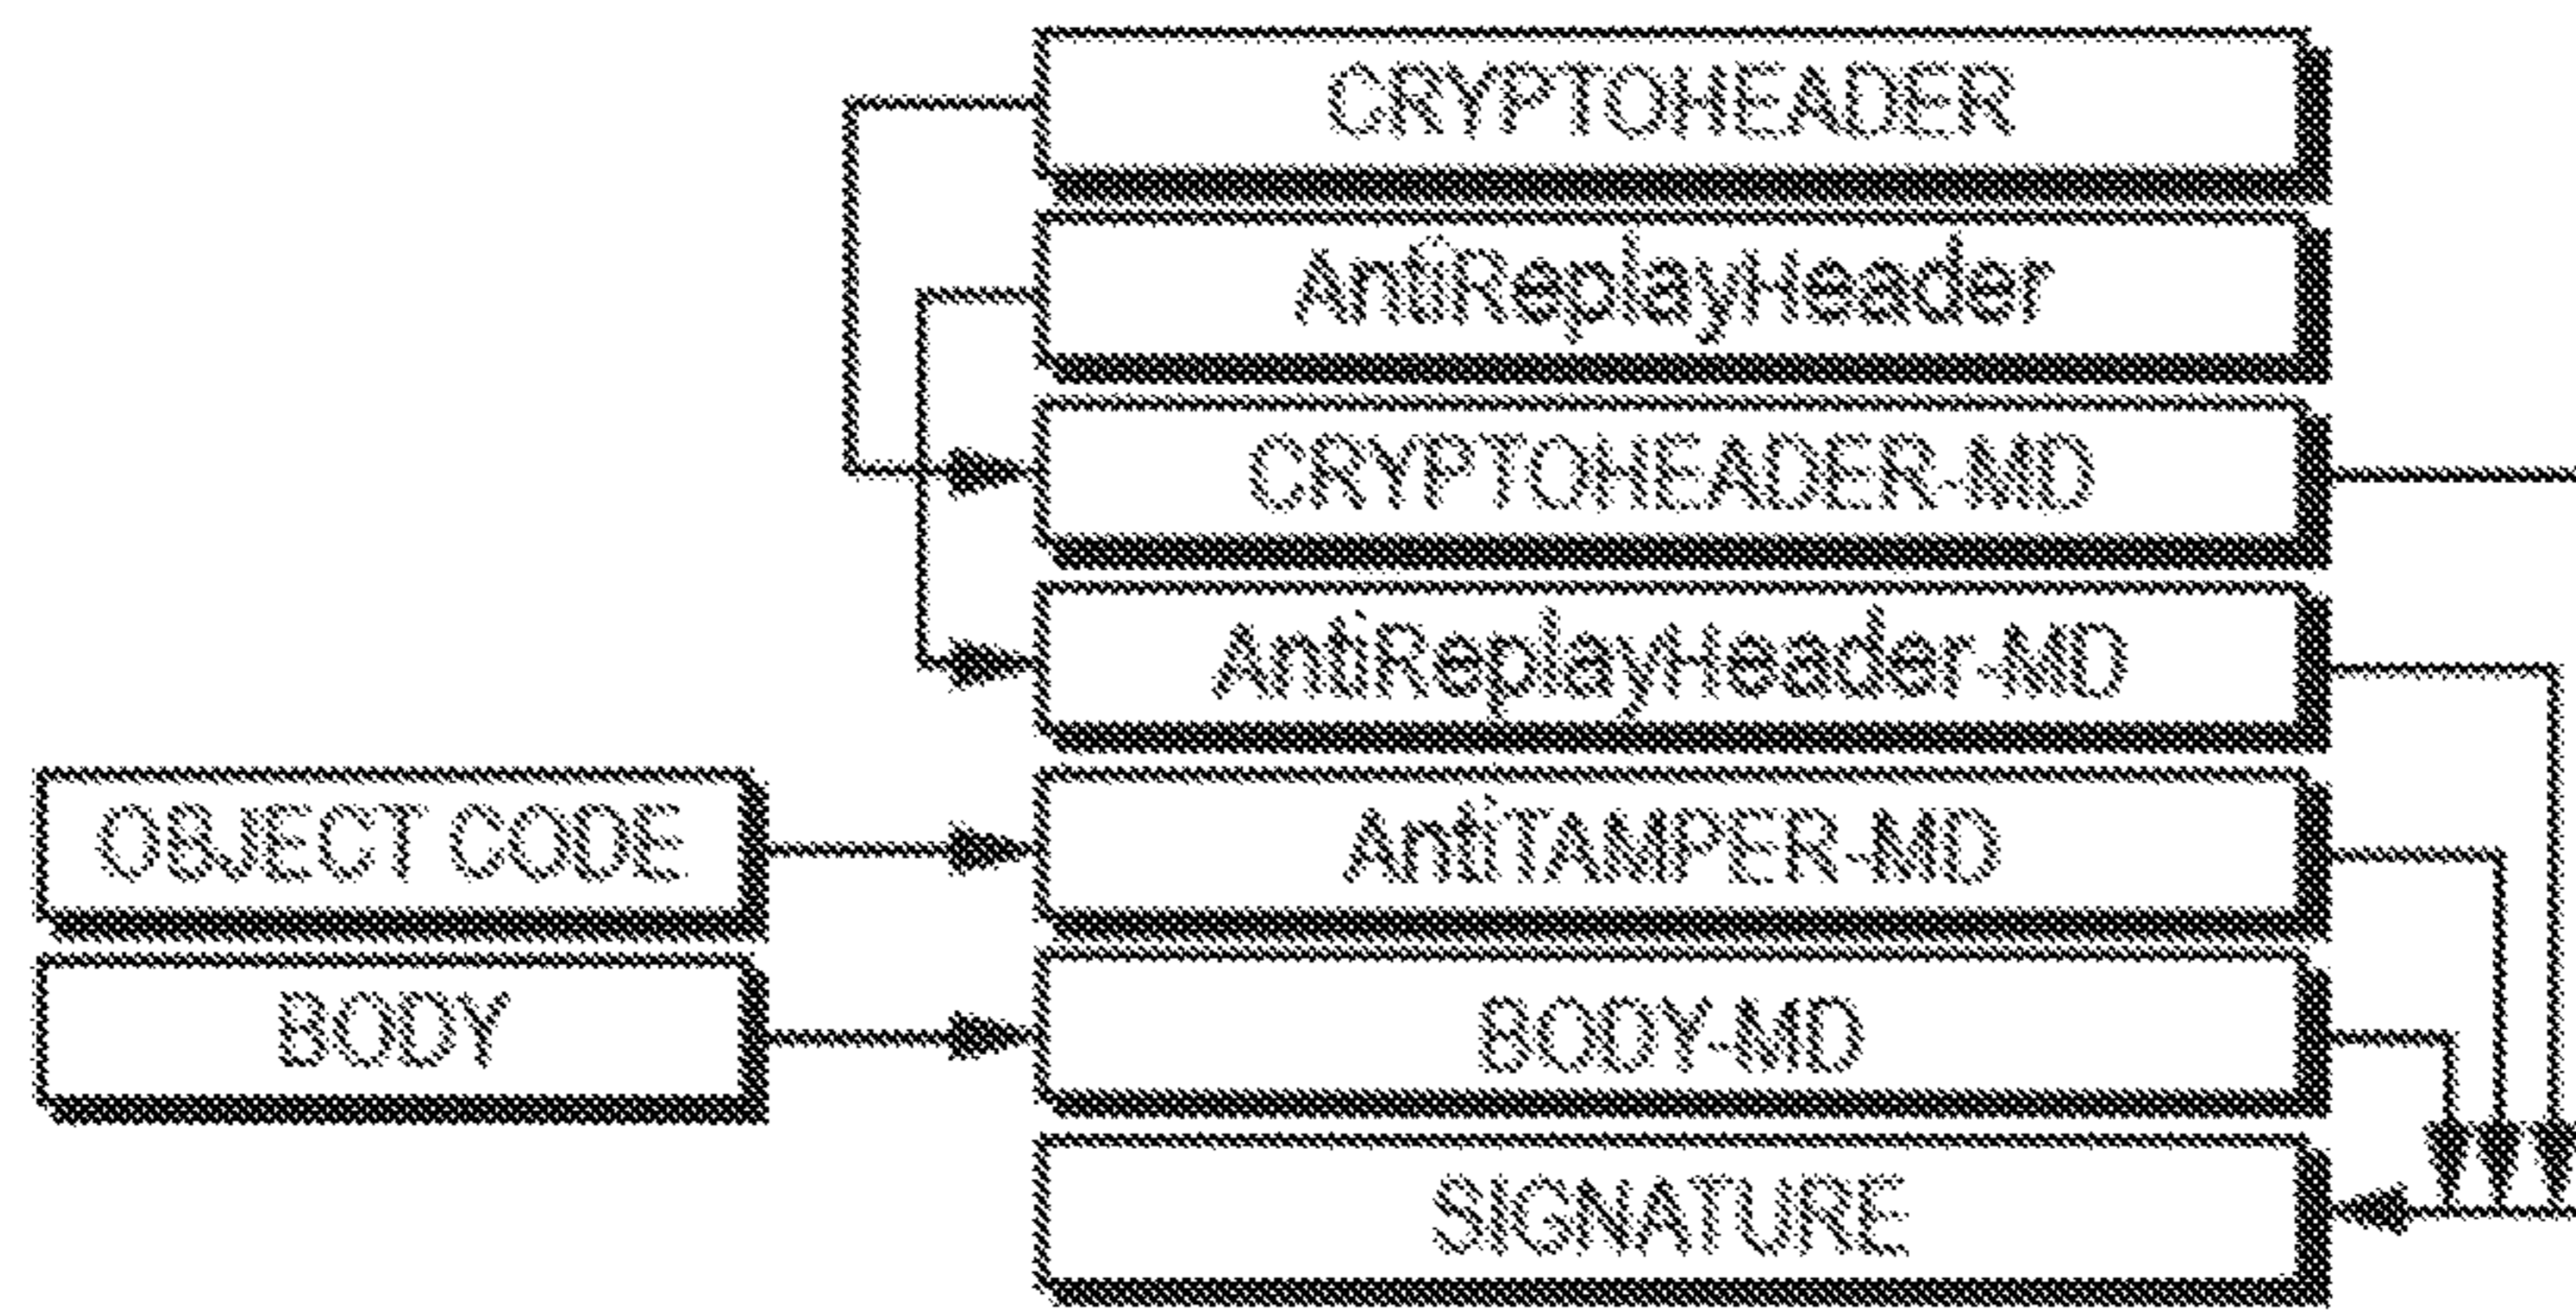 CRYPTOHEADER
AntiReplayHeader
CRYPTOHEADER-MD
AntiReplayHeader-MD
OBJECT CODE
AntiTAMPER-MD
BODY
BODY-MD
SIGNATURE